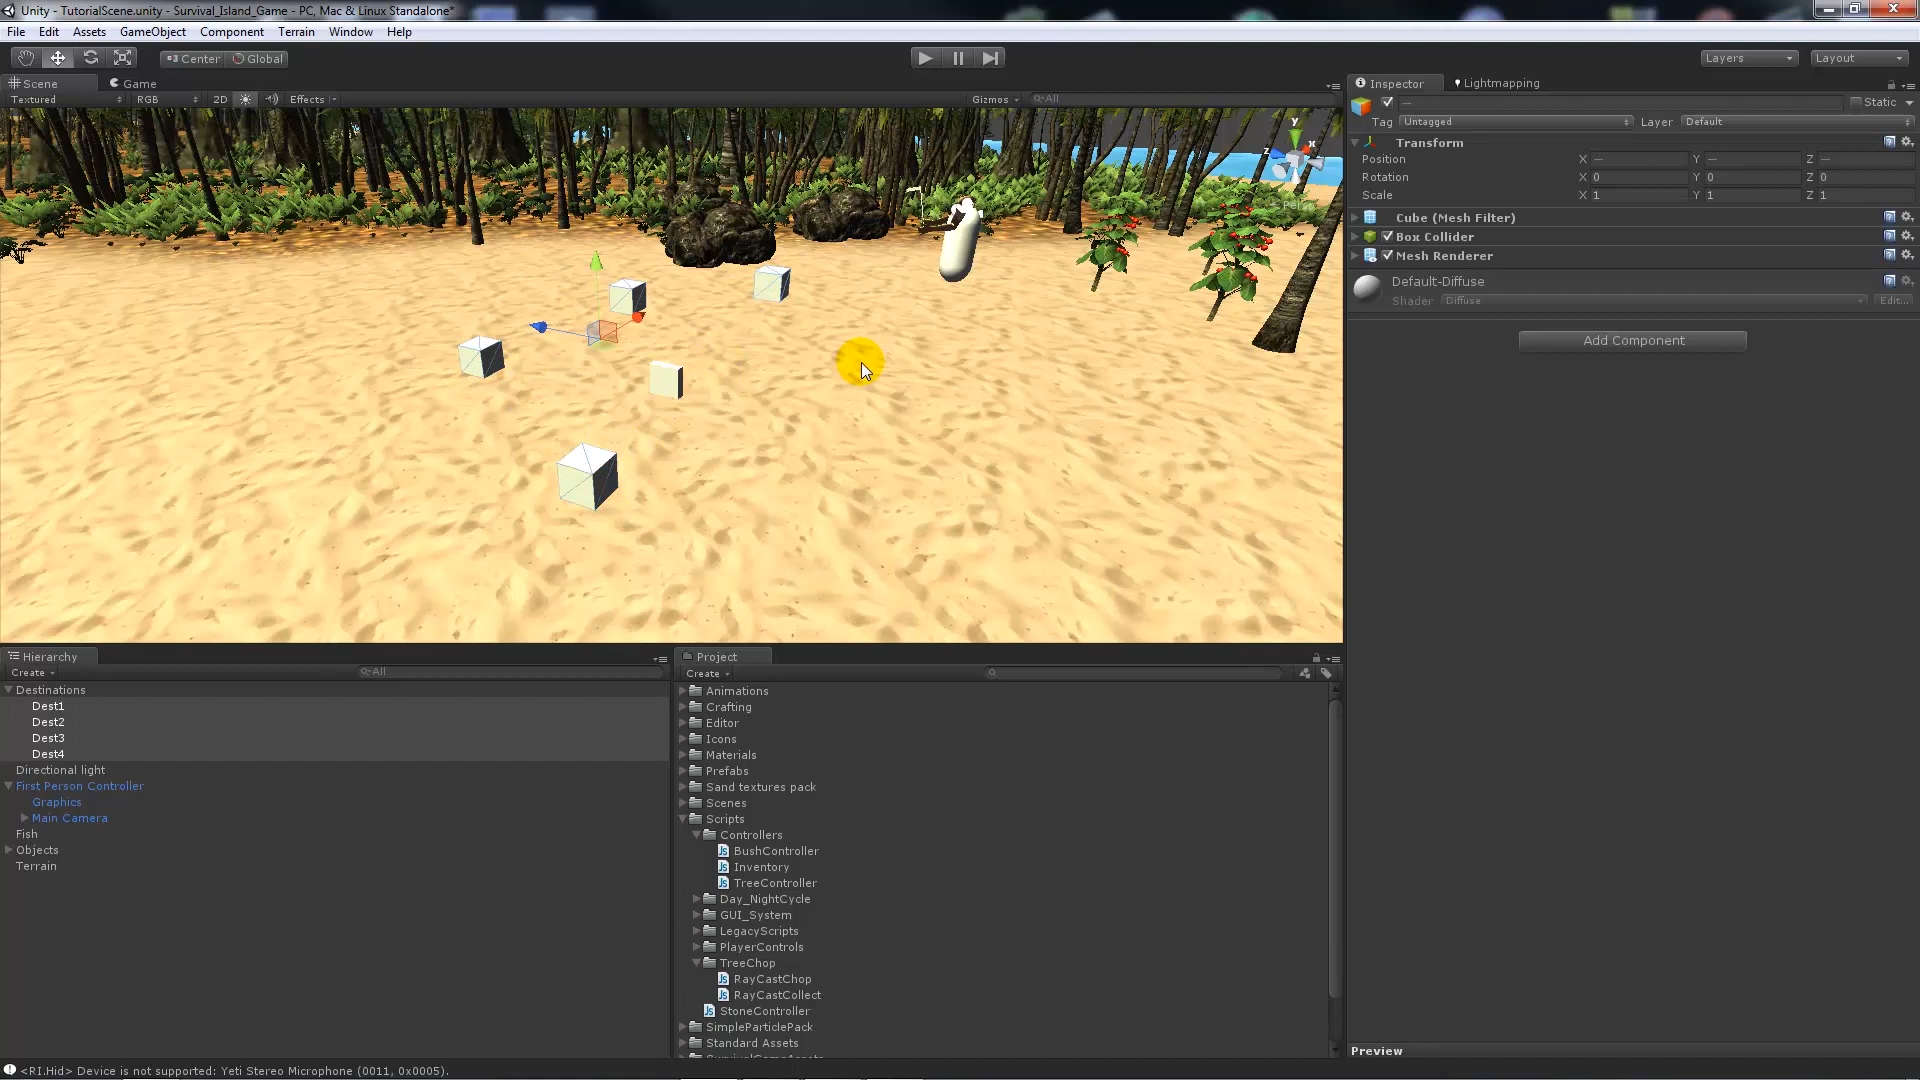 Unity - TutorialScene.unity - Survival_Island_Game - PC, Mac & Linux Standalone*
File Edit Assets GameObject Component Terrain Window Help
Center Global Layers Layout
Scene Game
Textured RGB 2D Effects Gizmos All
y
x
z
Persp
Inspector Lightmapping
— Static
Tag Untagged Layer Default
Transform
Position X — Y — Z —
Rotation X 0 Y 0 Z 0
Scale X 1 Y 1 Z 1
Cube (Mesh Filter)
Box Collider
Mesh Renderer
Default-Diffuse
Shader Diffuse Edit...
Add Component
Preview
Hierarchy
Create All
Destinations
Dest1
Dest2
Dest3
Dest4
Directional light
First Person Controller
Graphics
Main Camera
Fish
Objects
Terrain
Project
Create
Animations
Crafting
Editor
Icons
Materials
Prefabs
Sand textures pack
Scenes
Scripts
Controllers
BushController
Inventory
TreeController
Day_NightCycle
GUI_System
LegacyScripts
PlayerControls
TreeChop
RayCastChop
RayCastCollect
StoneController
SimpleParticlePack
Standard Assets
<RI.Hid> Device is not supported: Yeti Stereo Microphone (0011, 0x0005).